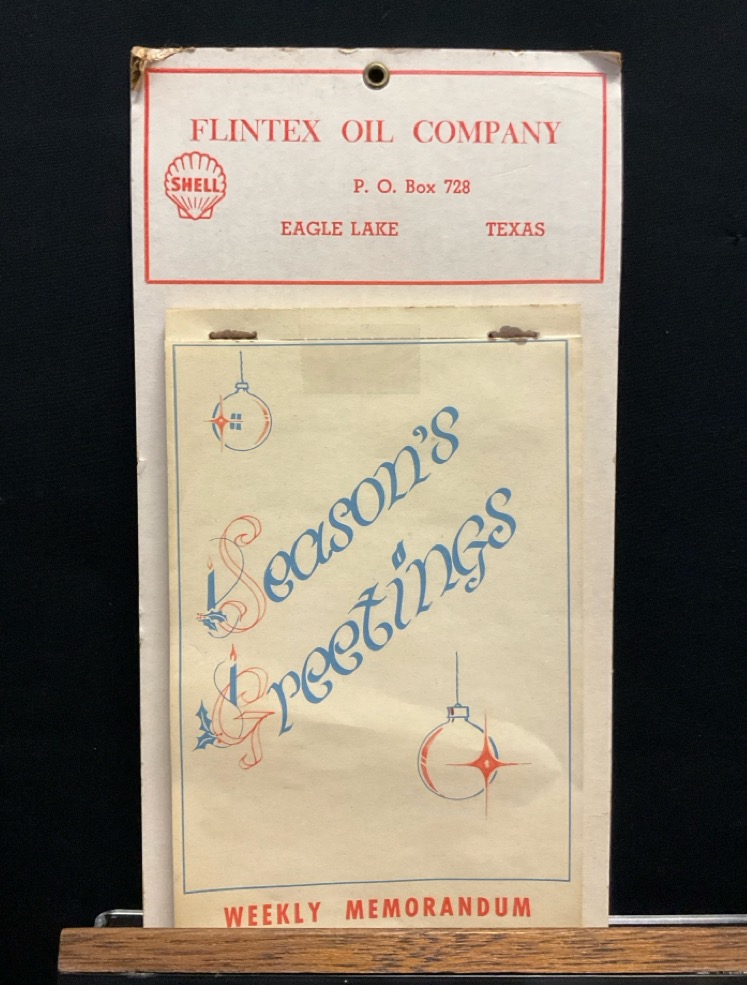 FLINTEX OIL COMPANY
SHELL
P. O. Box 728
EAGLE LAKE TEXAS
Season's
Greetings
WEEKLY MEMORANDUM